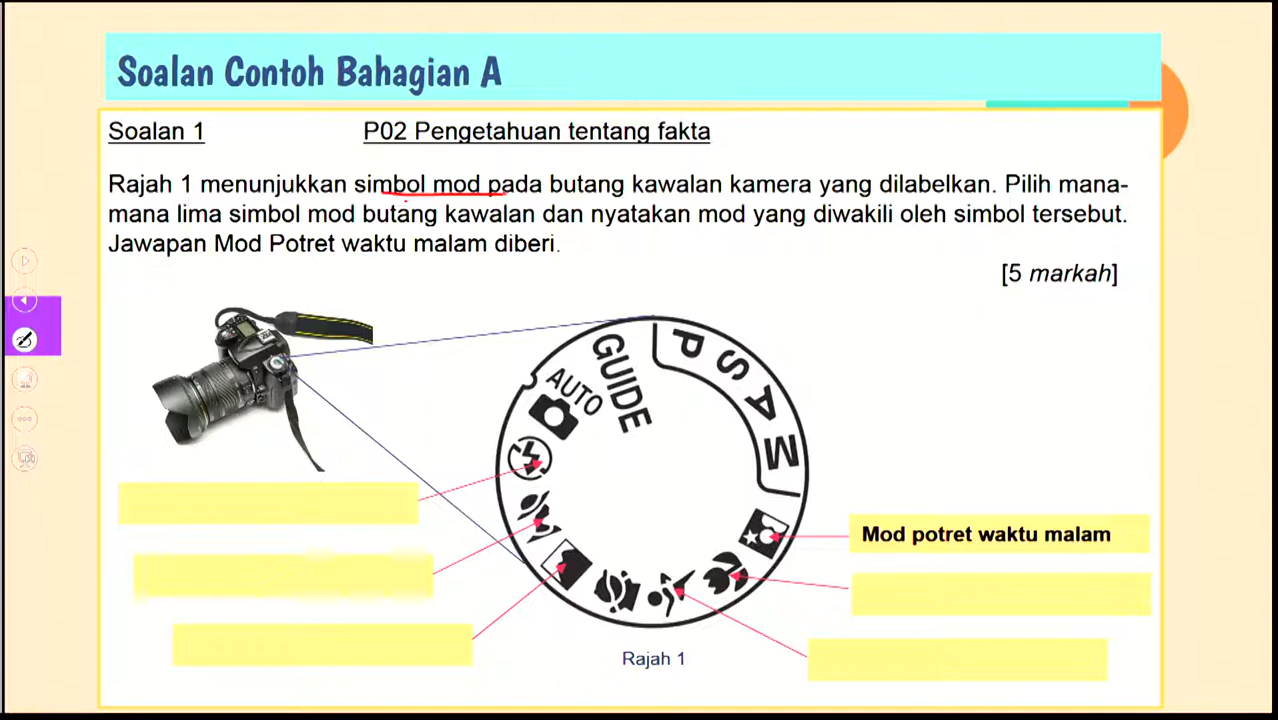 Soalan Contoh Bahagian A
Soalan 1 P02 Pengetahuan tentang fakta
Rajah 1 menunjukkan simbol mod pada butang kawalan kamera yang dilabelkan. Pilih mana-
mana lima simbol mod butang kawalan dan nyatakan mod yang diwakili oleh simbol tersebut.
Jawapan Mod Potret waktu malam diberi.
[5 markah]
GUIDE
AUTO
P
S
A
M
Mod potret waktu malam
Rajah 1